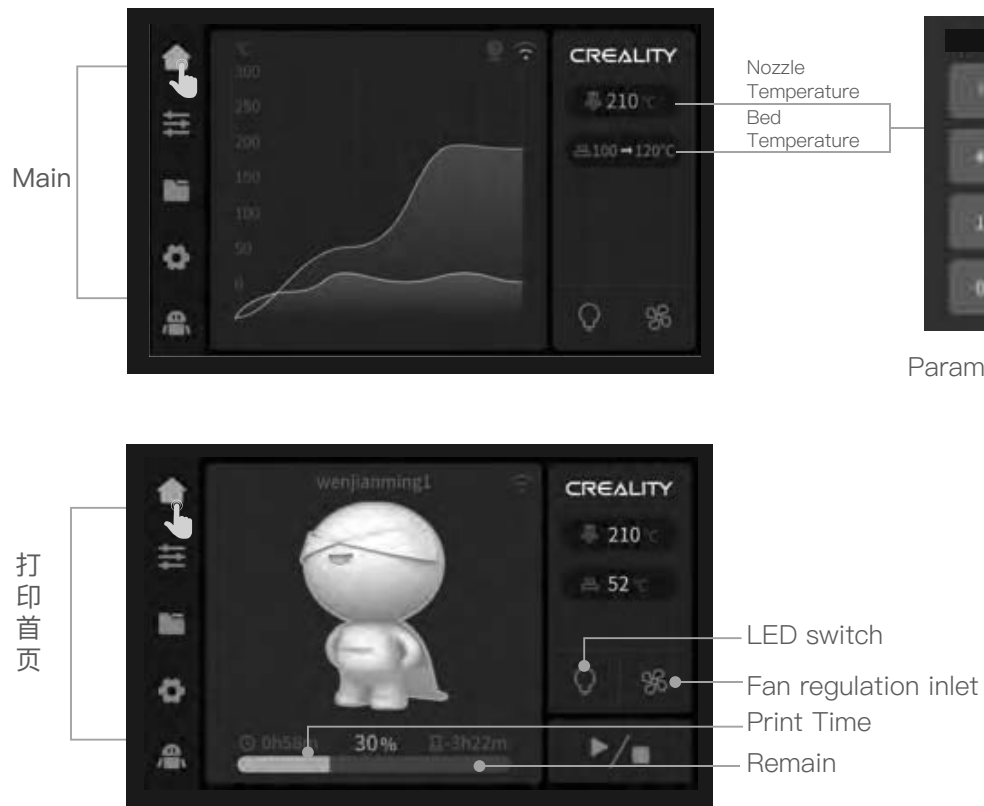 Main
℃
300
250
200
150
100
50
0
CREALITY
210 ℃
100➡120℃
Nozzle
Temperature
Bed
Temperature
Param
打
印
首
页
wenjianming1
CREALITY
210 ℃
52 ℃
0h58m 30% -3h22m
LED switch
Fan regulation inlet
Print Time
Remain